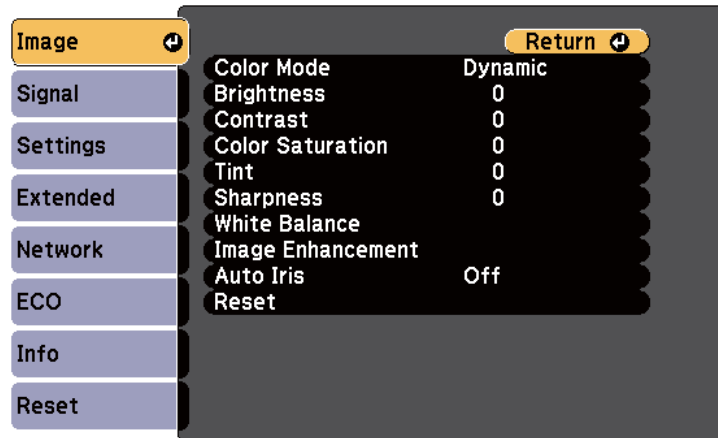 Image
Signal
Settings
Extended
Network
ECO
Info
Reset
Return
Color Mode Dynamic
Brightness 0
Contrast 0
Color Saturation 0
Tint 0
Sharpness 0
White Balance
Image Enhancement
Auto Iris Off
Reset